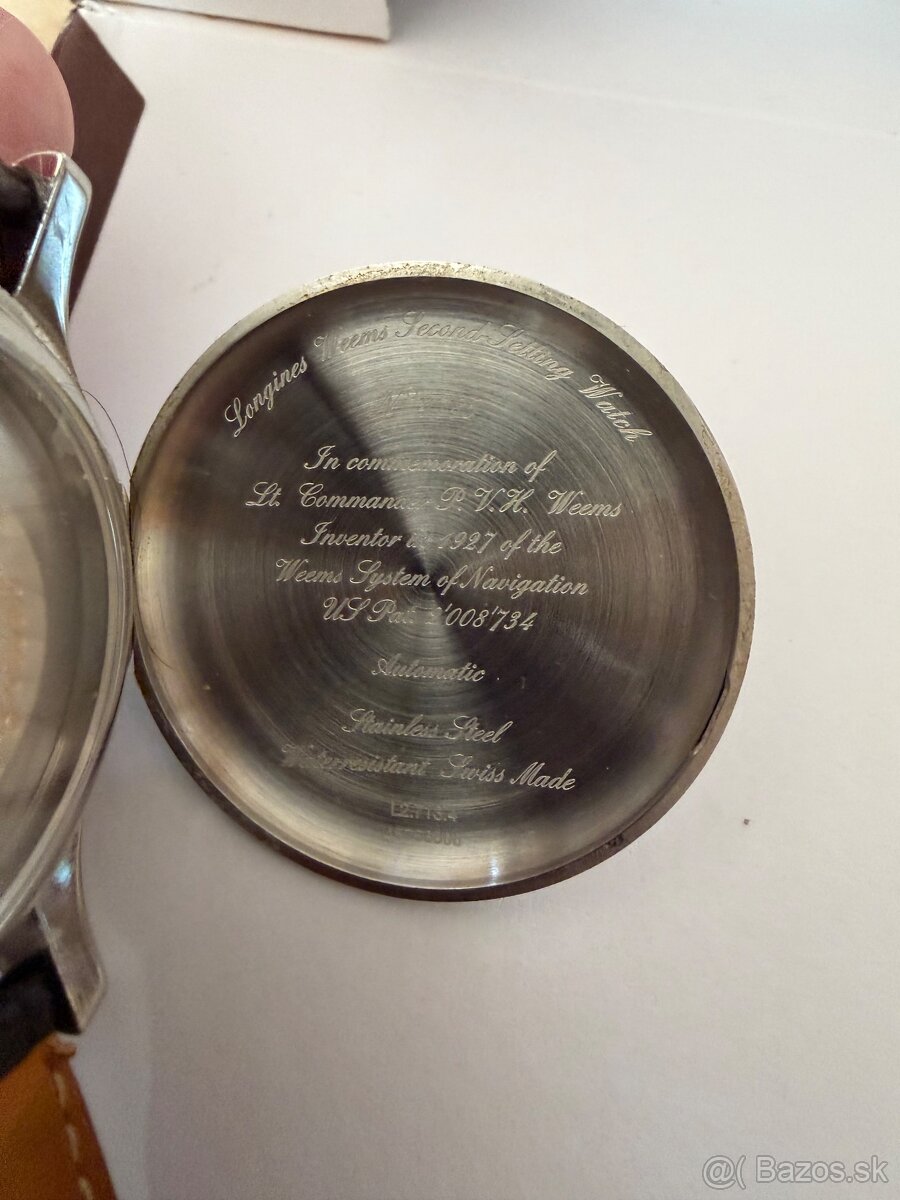 Longines Weems Second-Setting Watch
In commemoration of
Lt. Commander P. V. H. Weems
Inventor in 1927 of the
Weems System of Navigation
US Pat. 2'008'734
Automatic
Stainless Steel
Waterresistant Swiss Made
L2.713.4
@( Bazos.sk